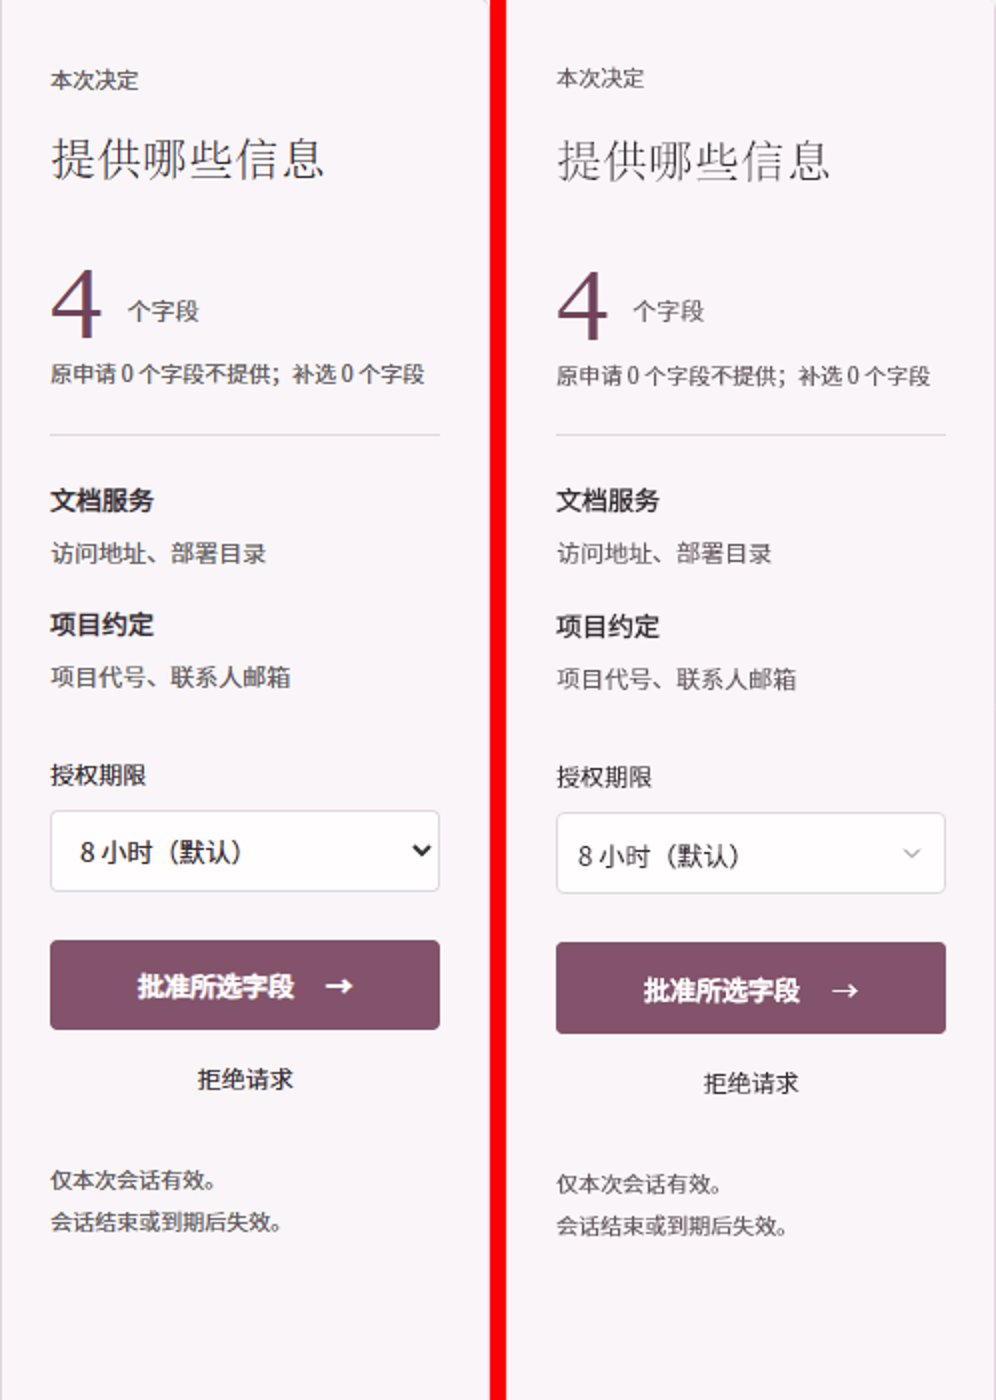 本次决定
提供哪些信息
4 个字段
原申请 0 个字段不提供；补选 0 个字段
文档服务
访问地址、部署目录
项目约定
项目代号、联系人邮箱
授权期限
8 小时（默认）
批准所选字段 →
拒绝请求
仅本次会话有效。
会话结束或到期后失效。
本次决定
提供哪些信息
4 个字段
原申请 0 个字段不提供；补选 0 个字段
文档服务
访问地址、部署目录
项目约定
项目代号、联系人邮箱
授权期限
8 小时（默认）
批准所选字段 →
拒绝请求
仅本次会话有效。
会话结束或到期后失效。